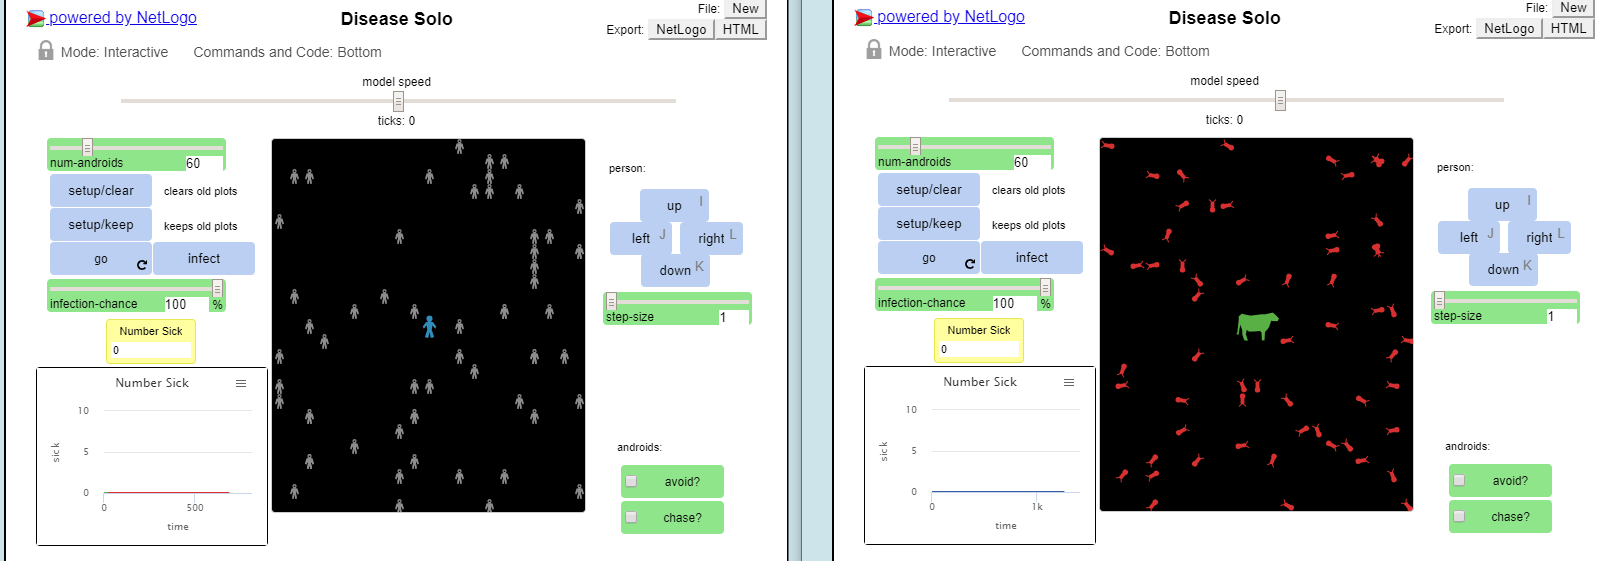 powered by NetLogo
Disease Solo
File: New
Export: NetLogo HTML
Mode: Interactive Commands and Code: Bottom
model speed
ticks: 0
num-androids 60
setup/clear clears old plots
setup/keep keeps old plots
go infect
infection-chance 100 %
Number Sick
0
Number Sick
10
5
0
sick
0 500
time
person:
up I
left J right L
down K
step-size 1
androids:
avoid?
chase?
powered by NetLogo
Disease Solo
File: New
Export: NetLogo HTML
Mode: Interactive Commands and Code: Bottom
model speed
ticks: 0
num-androids 60
setup/clear clears old plots
setup/keep keeps old plots
go infect
infection-chance 100 %
Number Sick
0
Number Sick
10
5
0
sick
0 1k
time
person:
up I
left J right L
down K
step-size 1
androids:
avoid?
chase?